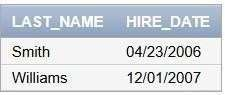 LAST_NAME HIRE_DATE
Smith 04/23/2006
Williams 12/01/2007